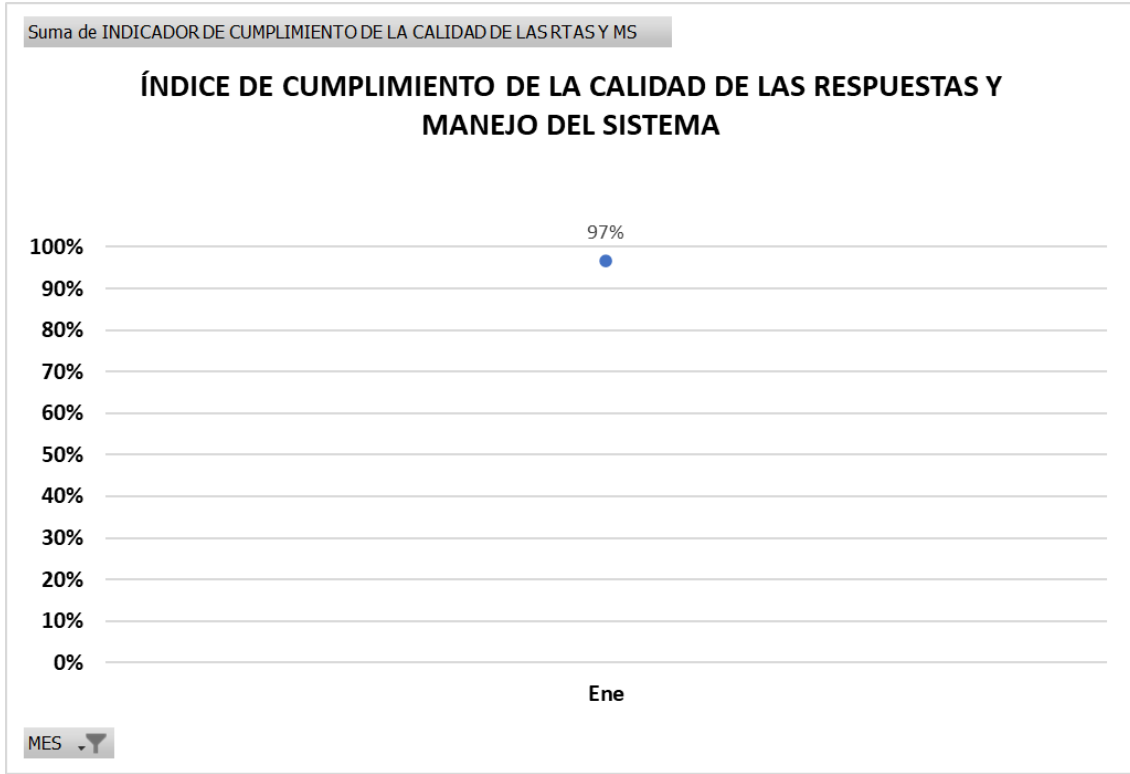 Suma de INDICADOR DE CUMPLIMIENTO DE LA CALIDAD DE LAS RTAS Y MS
ÍNDICE DE CUMPLIMIENTO DE LA CALIDAD DE LAS RESPUESTAS Y
MANEJO DEL SISTEMA
97%
100%
90%
80%
70%
60%
50%
40%
30%
20%
10%
0%
Ene
MES